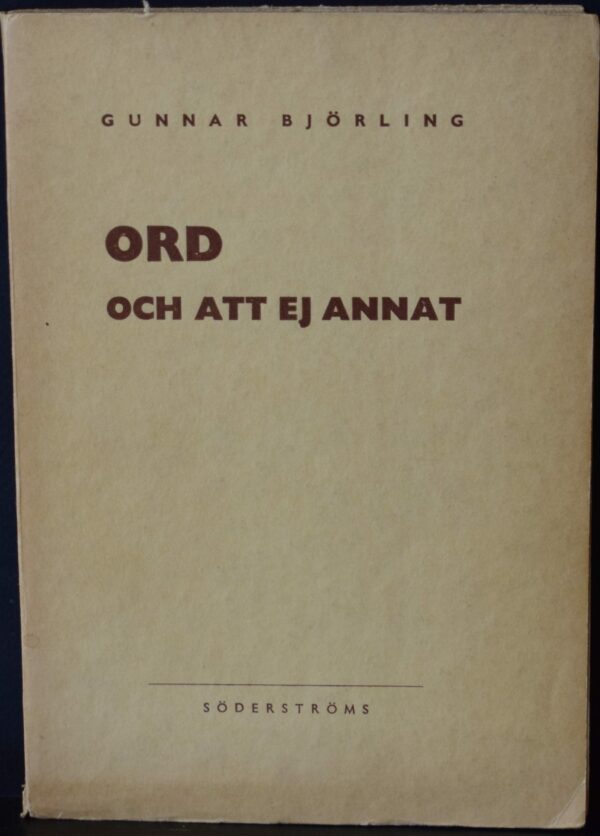 GUNNAR BJÖRLING
ORD
OCH ATT EJ ANNAT
SÖDERSTRÖMS